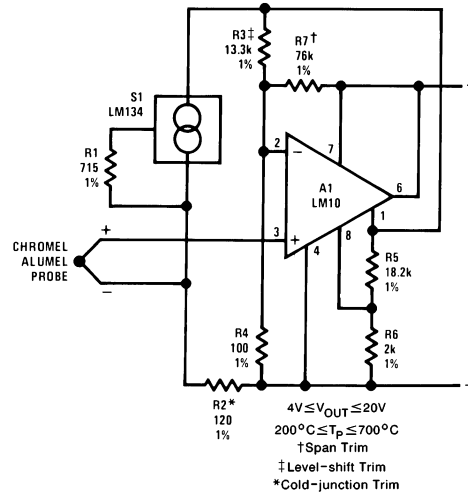 R3‡
13.3k
1%
R7†
76k
1%
S1
LM134
R1
715
1%
2
−
7
A1
LM10
6
1
3
+
4
8
+
CHROMEL
ALUMEL
PROBE
−
R5
18.2k
1%
R4
100
1%
R6
2k
1%
R2*
120
1%
4V≤VOUT≤20V
200°C≤TP≤700°C
†Span Trim
‡Level-shift Trim
*Cold-junction Trim